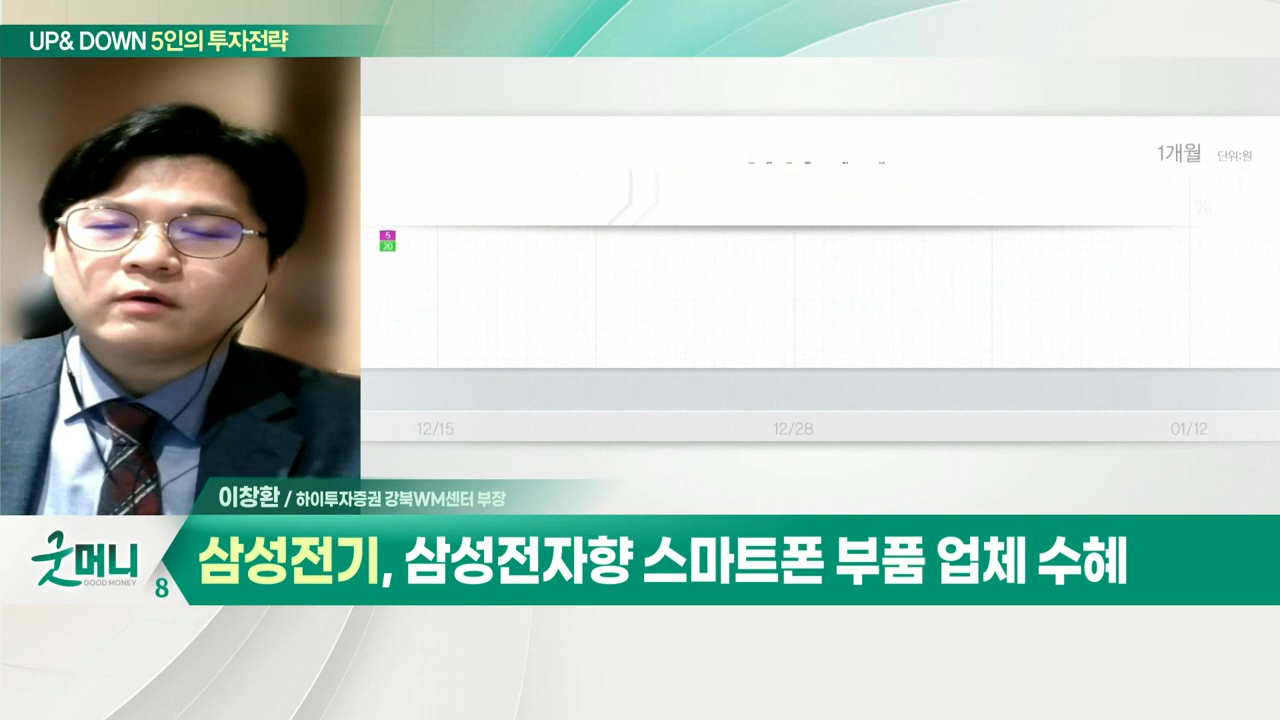 UP& DOWN 5인의 투자전략
1개월 단위:원
%
5
20
12/15 12/28 01/12
이창환 / 하이투자증권 강북WM센터 부장
굿머니
GOOD MONEY
8
삼성전기, 삼성전자향 스마트폰 부품 업체 수혜